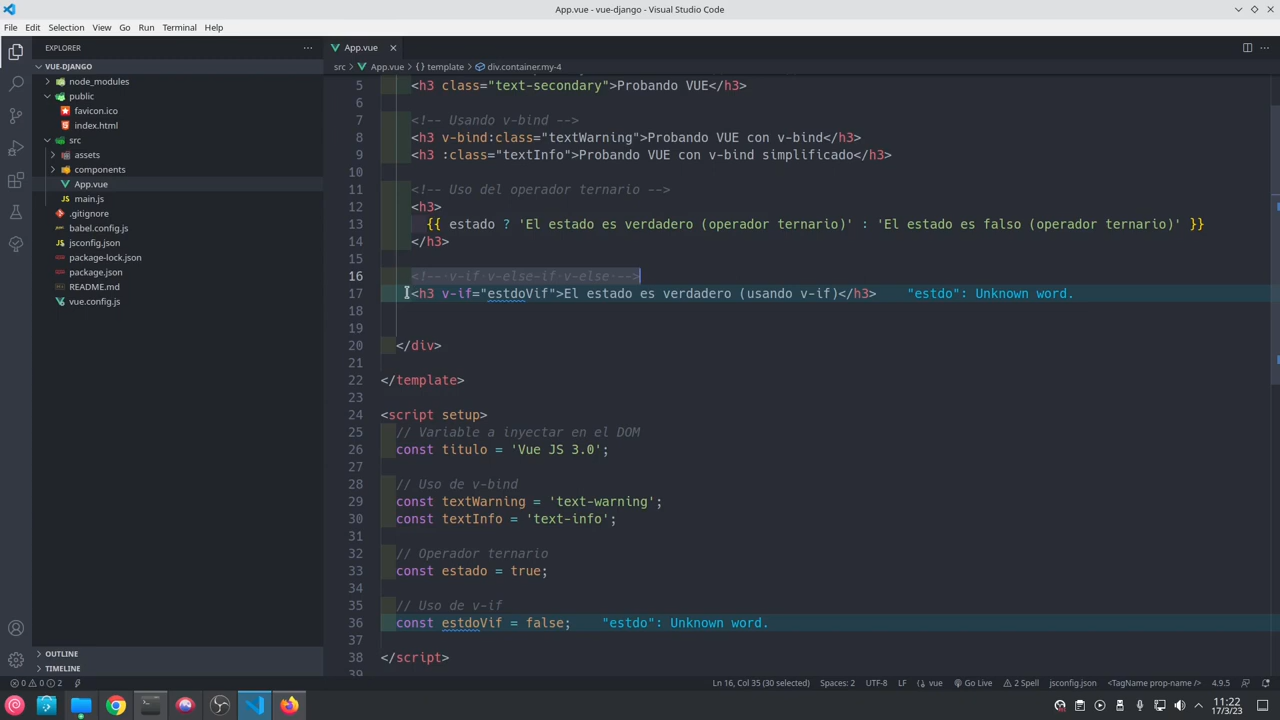 App.vue - vue-django - Visual Studio Code
File Edit Selection View Go Run Terminal Help
EXPLORER
VUE-DJANGO
node_modules
public
favicon.ico
index.html
src
assets
components
App.vue
main.js
.gitignore
babel.config.js
jsconfig.json
package-lock.json
package.json
README.md
vue.config.js
OUTLINE
TIMELINE
App.vue
src > App.vue > {} template > div.container.my-4
5 <h3 class="text-secondary">Probando VUE</h3>
6
7 <!-- Usando v-bind -->
8 <h3 v-bind:class="textWarning">Probando VUE con v-bind</h3>
9 <h3 :class="textInfo">Probando VUE con v-bind simplificado</h3>
10
11 <!-- Uso del operador ternario -->
12 <h3>
13 {{ estado ? 'El estado es verdadero (operador ternario)' : 'El estado es falso (operador ternario)' }}
14 </h3>
15
16 <!-- v-if v-else-if v-else -->
17 <h3 v-if="estdoVif">El estado es verdadero (usando v-if)</h3> "estdo": Unknown word.
18
19
20 </div>
21
22 </template>
23
24 <script setup>
25 // Variable a inyectar en el DOM
26 const titulo = 'Vue JS 3.0';
27
28 // Uso de v-bind
29 const textWarning = 'text-warning';
30 const textInfo = 'text-info';
31
32 // Operador ternario
33 const estado = true;
34
35 // Uso de v-if
36 const estdoVif = false; "estdo": Unknown word.
37
38 </script>
39
0 0 2 Ln 16, Col 35 (30 selected) Spaces: 2 UTF-8 LF vue Go Live 2 Spell jsconfig.json <TagName prop-name /> 4.9.5
11:22
17/3/23